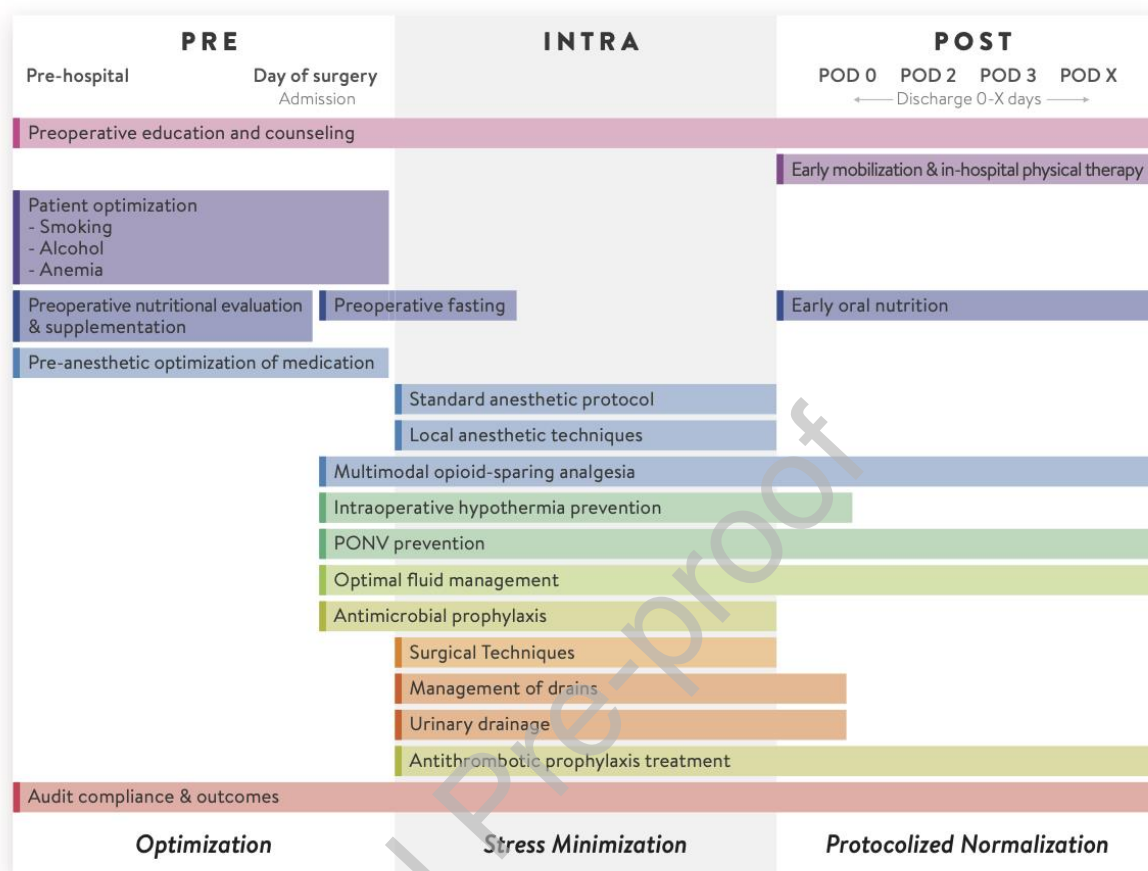 PRE
INTRA
POST
Pre-hospital
Day of surgery
Admission
POD 0
POD 2
POD 3
POD X
Discharge 0-X days
Preoperative education and counseling
Early mobilization & in-hospital physical therapy
Patient optimization
- Smoking
- Alcohol
- Anemia
Preoperative nutritional evaluation
& supplementation
Preoperative fasting
Early oral nutrition
Pre-anesthetic optimization of medication
Standard anesthetic protocol
Local anesthetic techniques
Multimodal opioid-sparing analgesia
Intraoperative hypothermia prevention
PONV prevention
Optimal fluid management
Antimicrobial prophylaxis
Surgical Techniques
Management of drains
Urinary drainage
Antithrombotic prophylaxis treatment
Audit compliance & outcomes
Optimization
Stress Minimization
Protocolized Normalization
Pre-proof